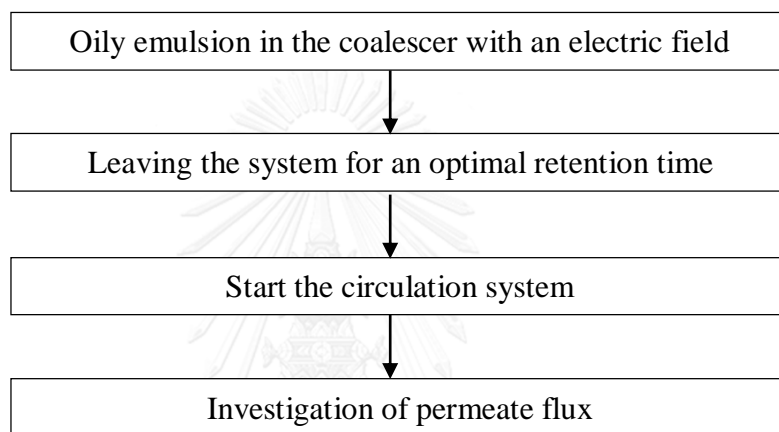 Oily emulsion in the coalescer with an electric field
Leaving the system for an optimal retention time
Start the circulation system
Investigation of permeate flux